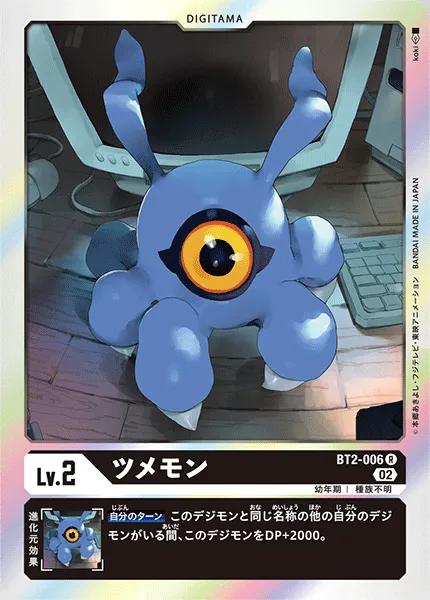 DIGITAMA
koki
©本郷あきよし・フジテレビ・東映アニメーション BANDAI MADE IN JAPAN
Lv.2
ツメモン
BT2-006 R
02
幼年期 | 種族不明
進化元効果
自分のターン このデジモンと同じ名称の他の自分のデジ
モンがいる間、このデジモンをDP+2000。